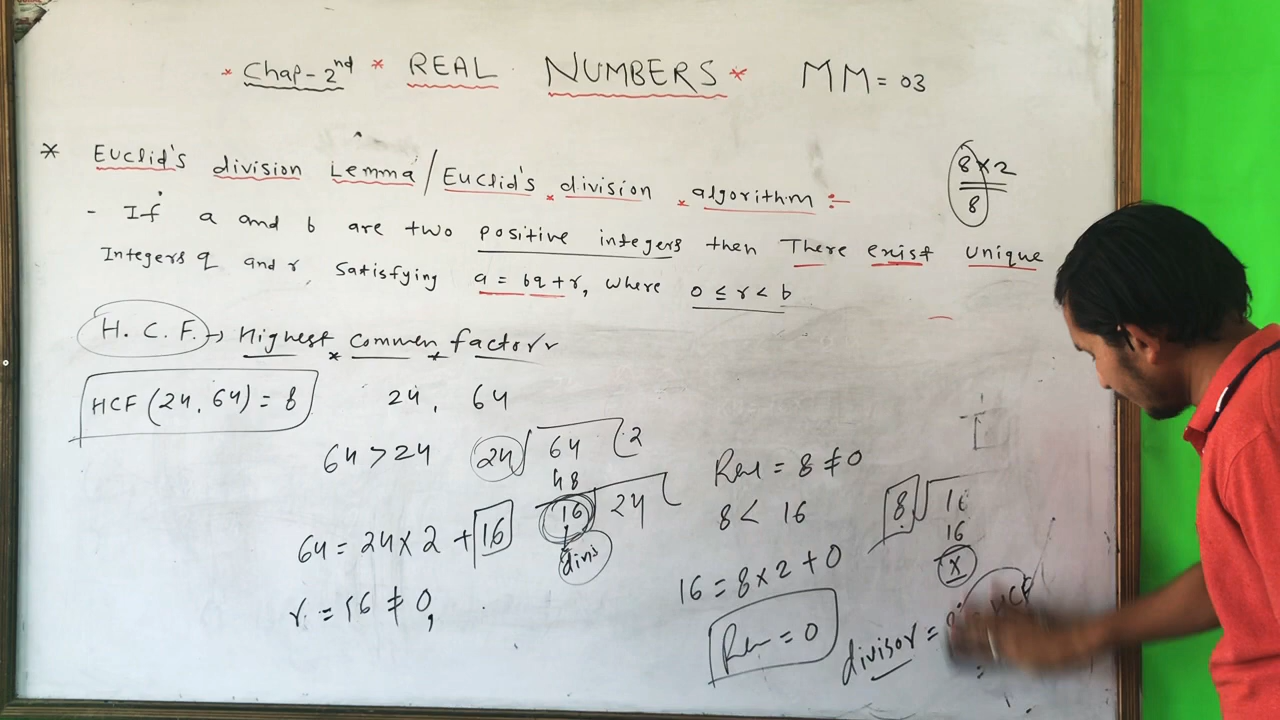 * Chap-2nd * REAL NUMBERS * MM = 03
* Euclid's division Lemma / Euclid's division algorithm :-
- If a and b are two positive integers then There exist unique
Integers q and r satisfying a = bq + r, where 0 ≤ r < b
8 × 2
8
H. C. F. → Highest commen factorr
HCF (24, 64) = 8
24, 64
64 > 24
24 64 2
48
16 24
divi
64 = 24 × 2 + 16
r = 16 ≠ 0,
Rem = 8 ≠ 0
8 < 16
8 16
16
x
16 = 8 × 2 + 0
Rem = 0
divisor =
HCF